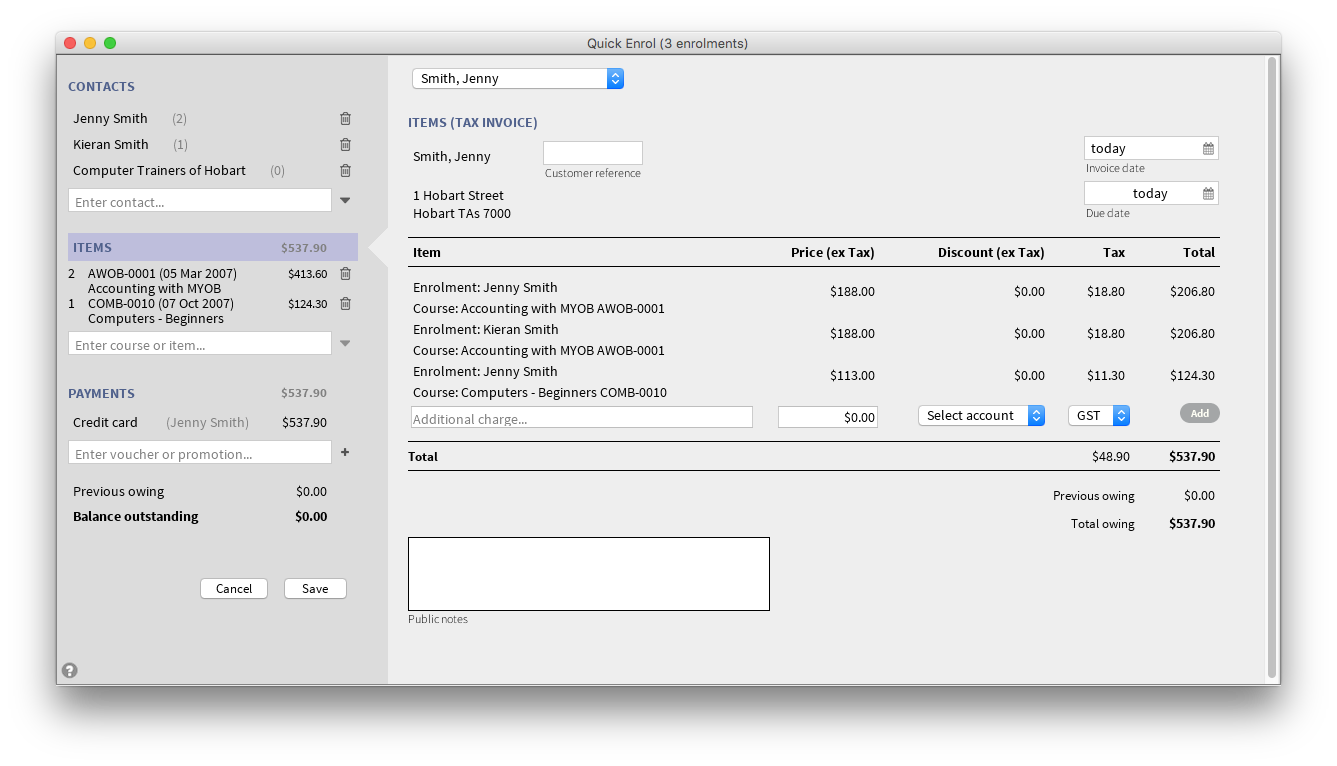 Quick Enrol (3 enrolments)
CONTACTS
Jenny Smith (2)
Kieran Smith (1)
Computer Trainers of Hobart (0)
Enter contact...
ITEMS $537.90
2 AWOB-0001 (05 Mar 2007) $413.60
Accounting with MYOB
1 COMB-0010 (07 Oct 2007) $124.30
Computers - Beginners
Enter course or item...
PAYMENTS $537.90
Credit card (Jenny Smith) $537.90
Enter voucher or promotion... +
Previous owing $0.00
Balance outstanding $0.00
Cancel Save
?
Smith, Jenny
ITEMS (TAX INVOICE)
Smith, Jenny
Customer reference
today
Invoice date
1 Hobart Street
Hobart TAs 7000
today
Due date
Item Price (ex Tax) Discount (ex Tax) Tax Total
Enrolment: Jenny Smith
Course: Accounting with MYOB AWOB-0001
$188.00 $0.00 $18.80 $206.80
Enrolment: Kieran Smith
Course: Accounting with MYOB AWOB-0001
$188.00 $0.00 $18.80 $206.80
Enrolment: Jenny Smith
Course: Computers - Beginners COMB-0010
$113.00 $0.00 $11.30 $124.30
Additional charge... $0.00 Select account GST Add
Total $48.90 $537.90
Previous owing $0.00
Total owing $537.90
Public notes